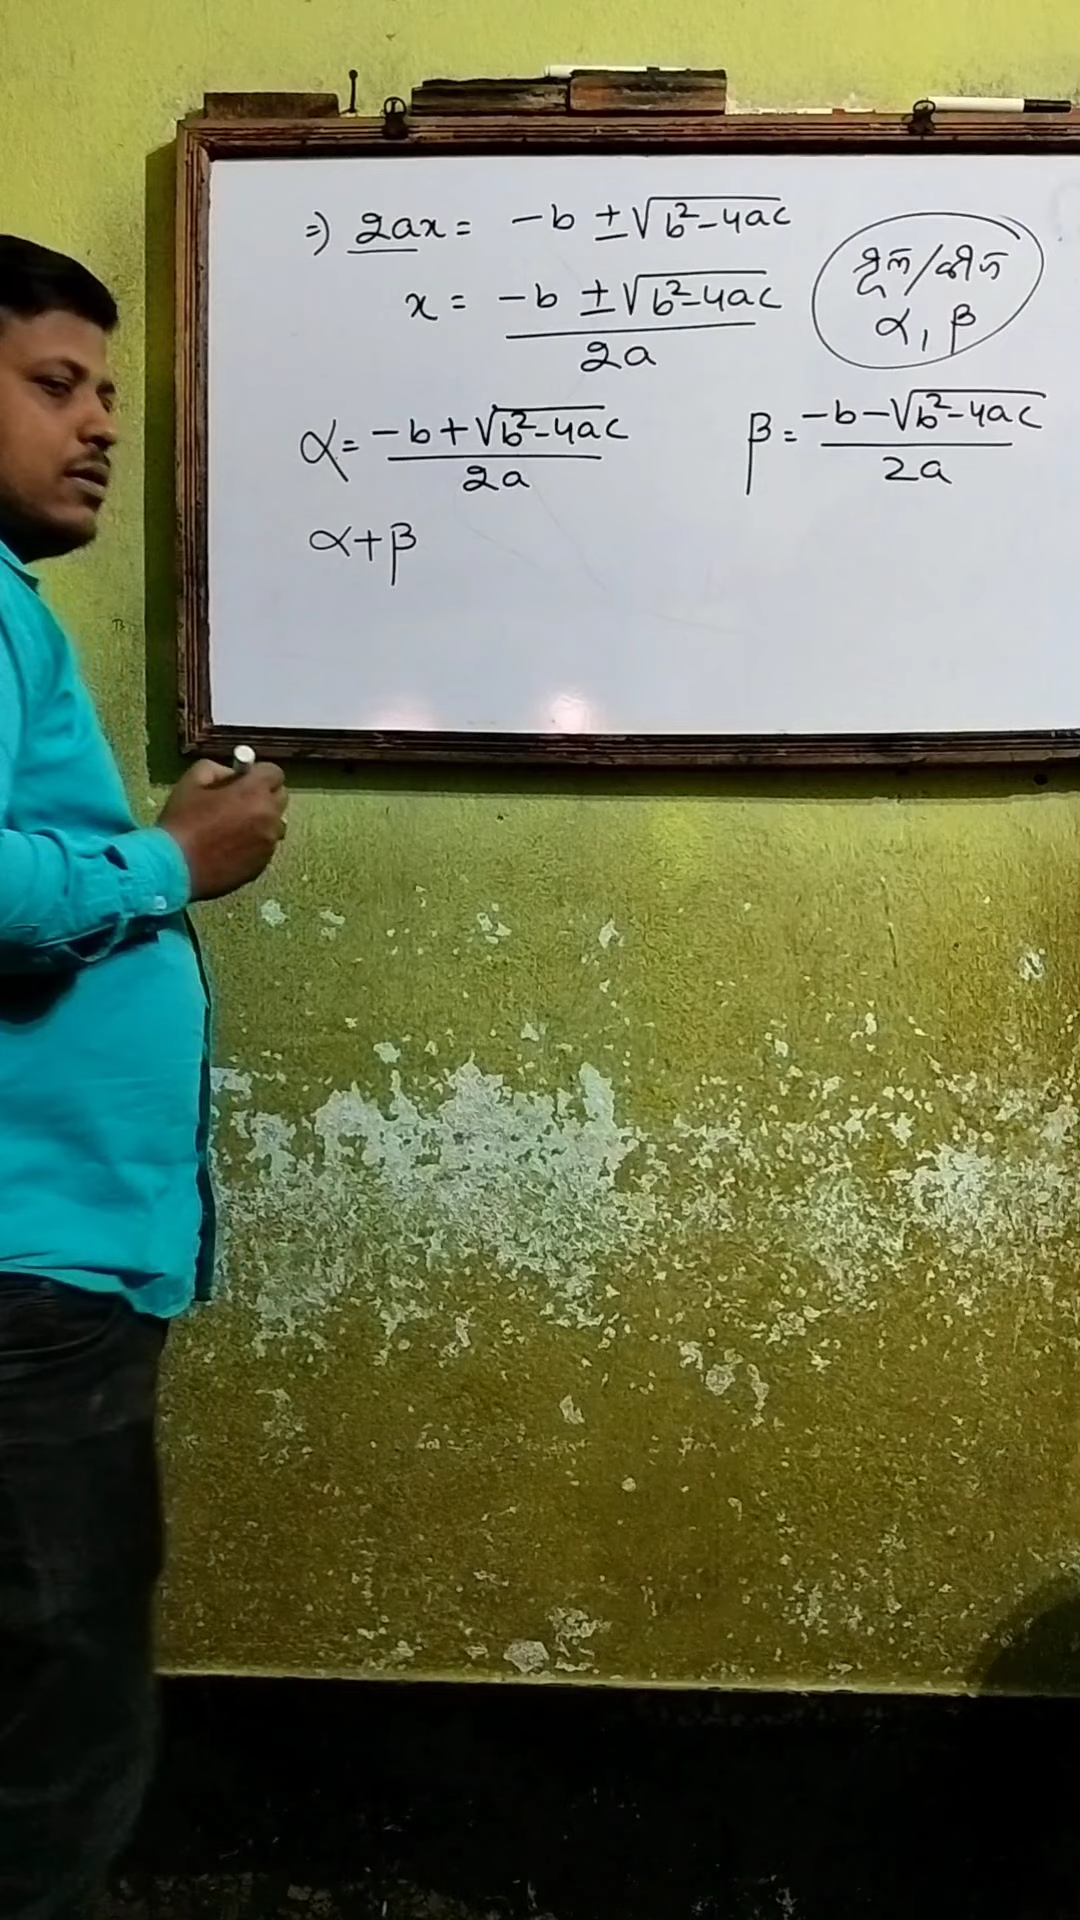 ⇒) 2ax = -b ± √b²-4ac
x = -b ± √b²-4ac / 2a
মূল/বীজ
α, β
α = -b+√b²-4ac / 2a
β = -b-√b²-4ac / 2a
α+β